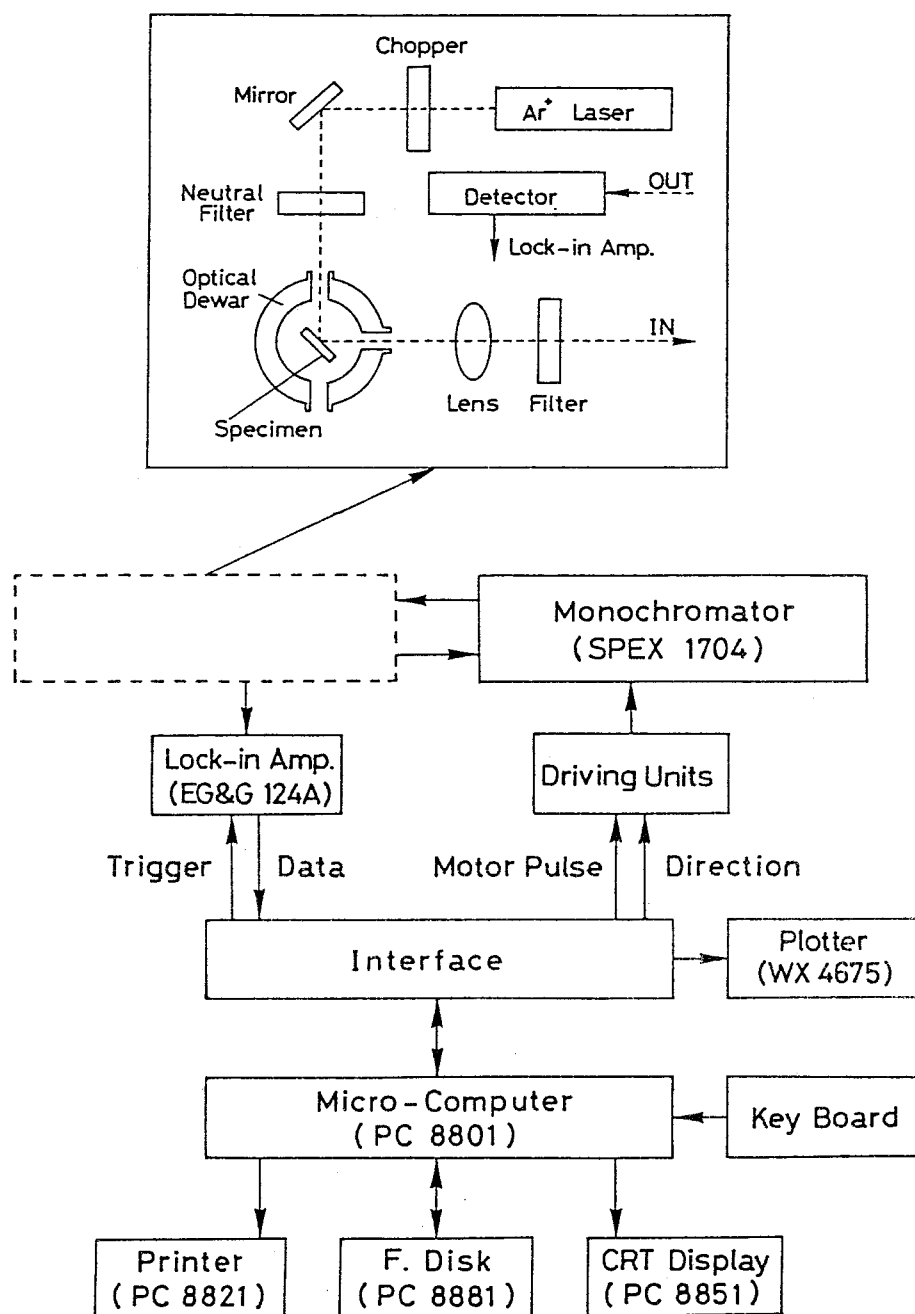 Chopper
Mirror
Ar+ Laser
Neutral
Filter
OUT
Detector
Lock-in Amp.
Optical
Dewar
IN
Lens
Filter
Specimen
Monochromator
(SPEX 1704)
Lock-in Amp.
(EG&G 124A)
Driving Units
Trigger
Data
Motor Pulse
Direction
Interface
Plotter
(WX 4675)
Micro-Computer
(PC 8801)
Key Board
Printer
(PC 8821)
F. Disk
(PC 8881)
CRT Display
(PC 8851)